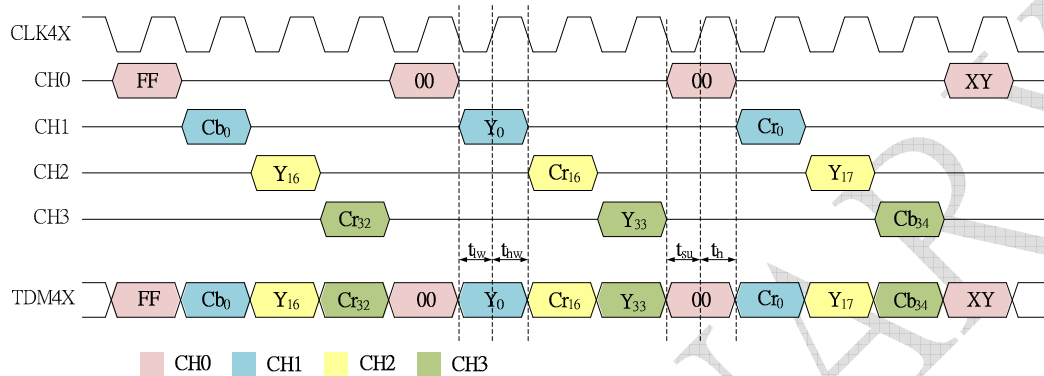 CLK4X
CH0 FF 00 00 XY
CH1 Cb0 Y0 Cr0
CH2 Y16 Cr16 Y17
CH3 Cr32 Y33 Cb34
tlw thw tsu th
TDM4X FF Cb0 Y16 Cr32 00 Y0 Cr16 Y33 00 Cr0 Y17 Cb34 XY
CH0 CH1 CH2 CH3